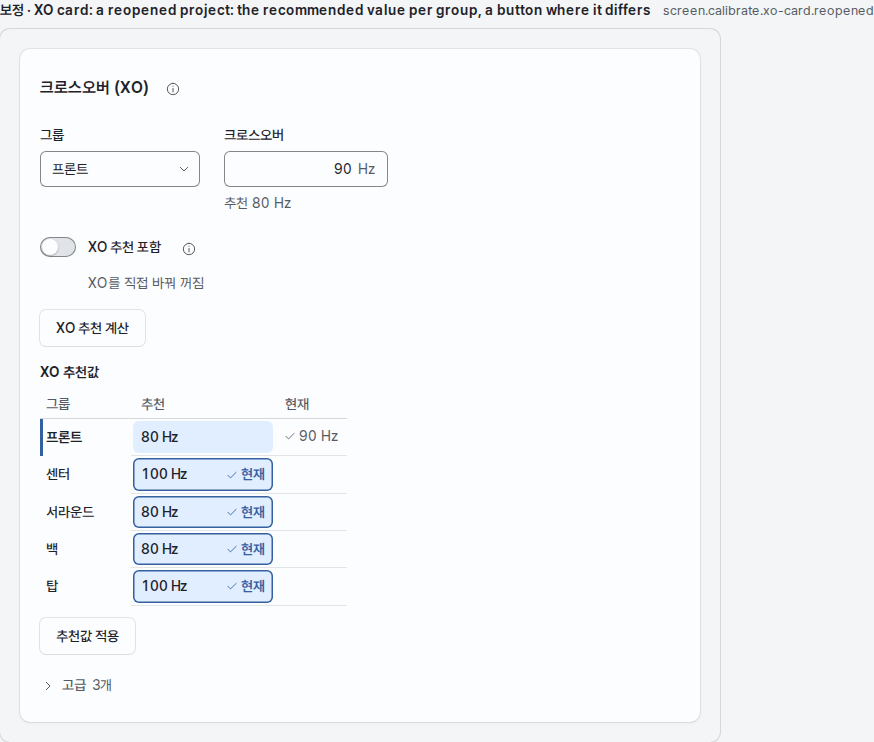 보정 · XO card: a reopened project: the recommended value per group, a button where it differs screen.calibrate.xo-card.reopened
크로스오버 (XO)
그룹 크로스오버
프론트 90 Hz
추천 80 Hz
XO 추천 포함
XO를 직접 바꿔 꺼짐
XO 추천 계산
XO 추천값
그룹 추천 현재
프론트 80 Hz 90 Hz
센터 100 Hz 현재
서라운드 80 Hz 현재
백 80 Hz 현재
탑 100 Hz 현재
추천값 적용
고급 3개